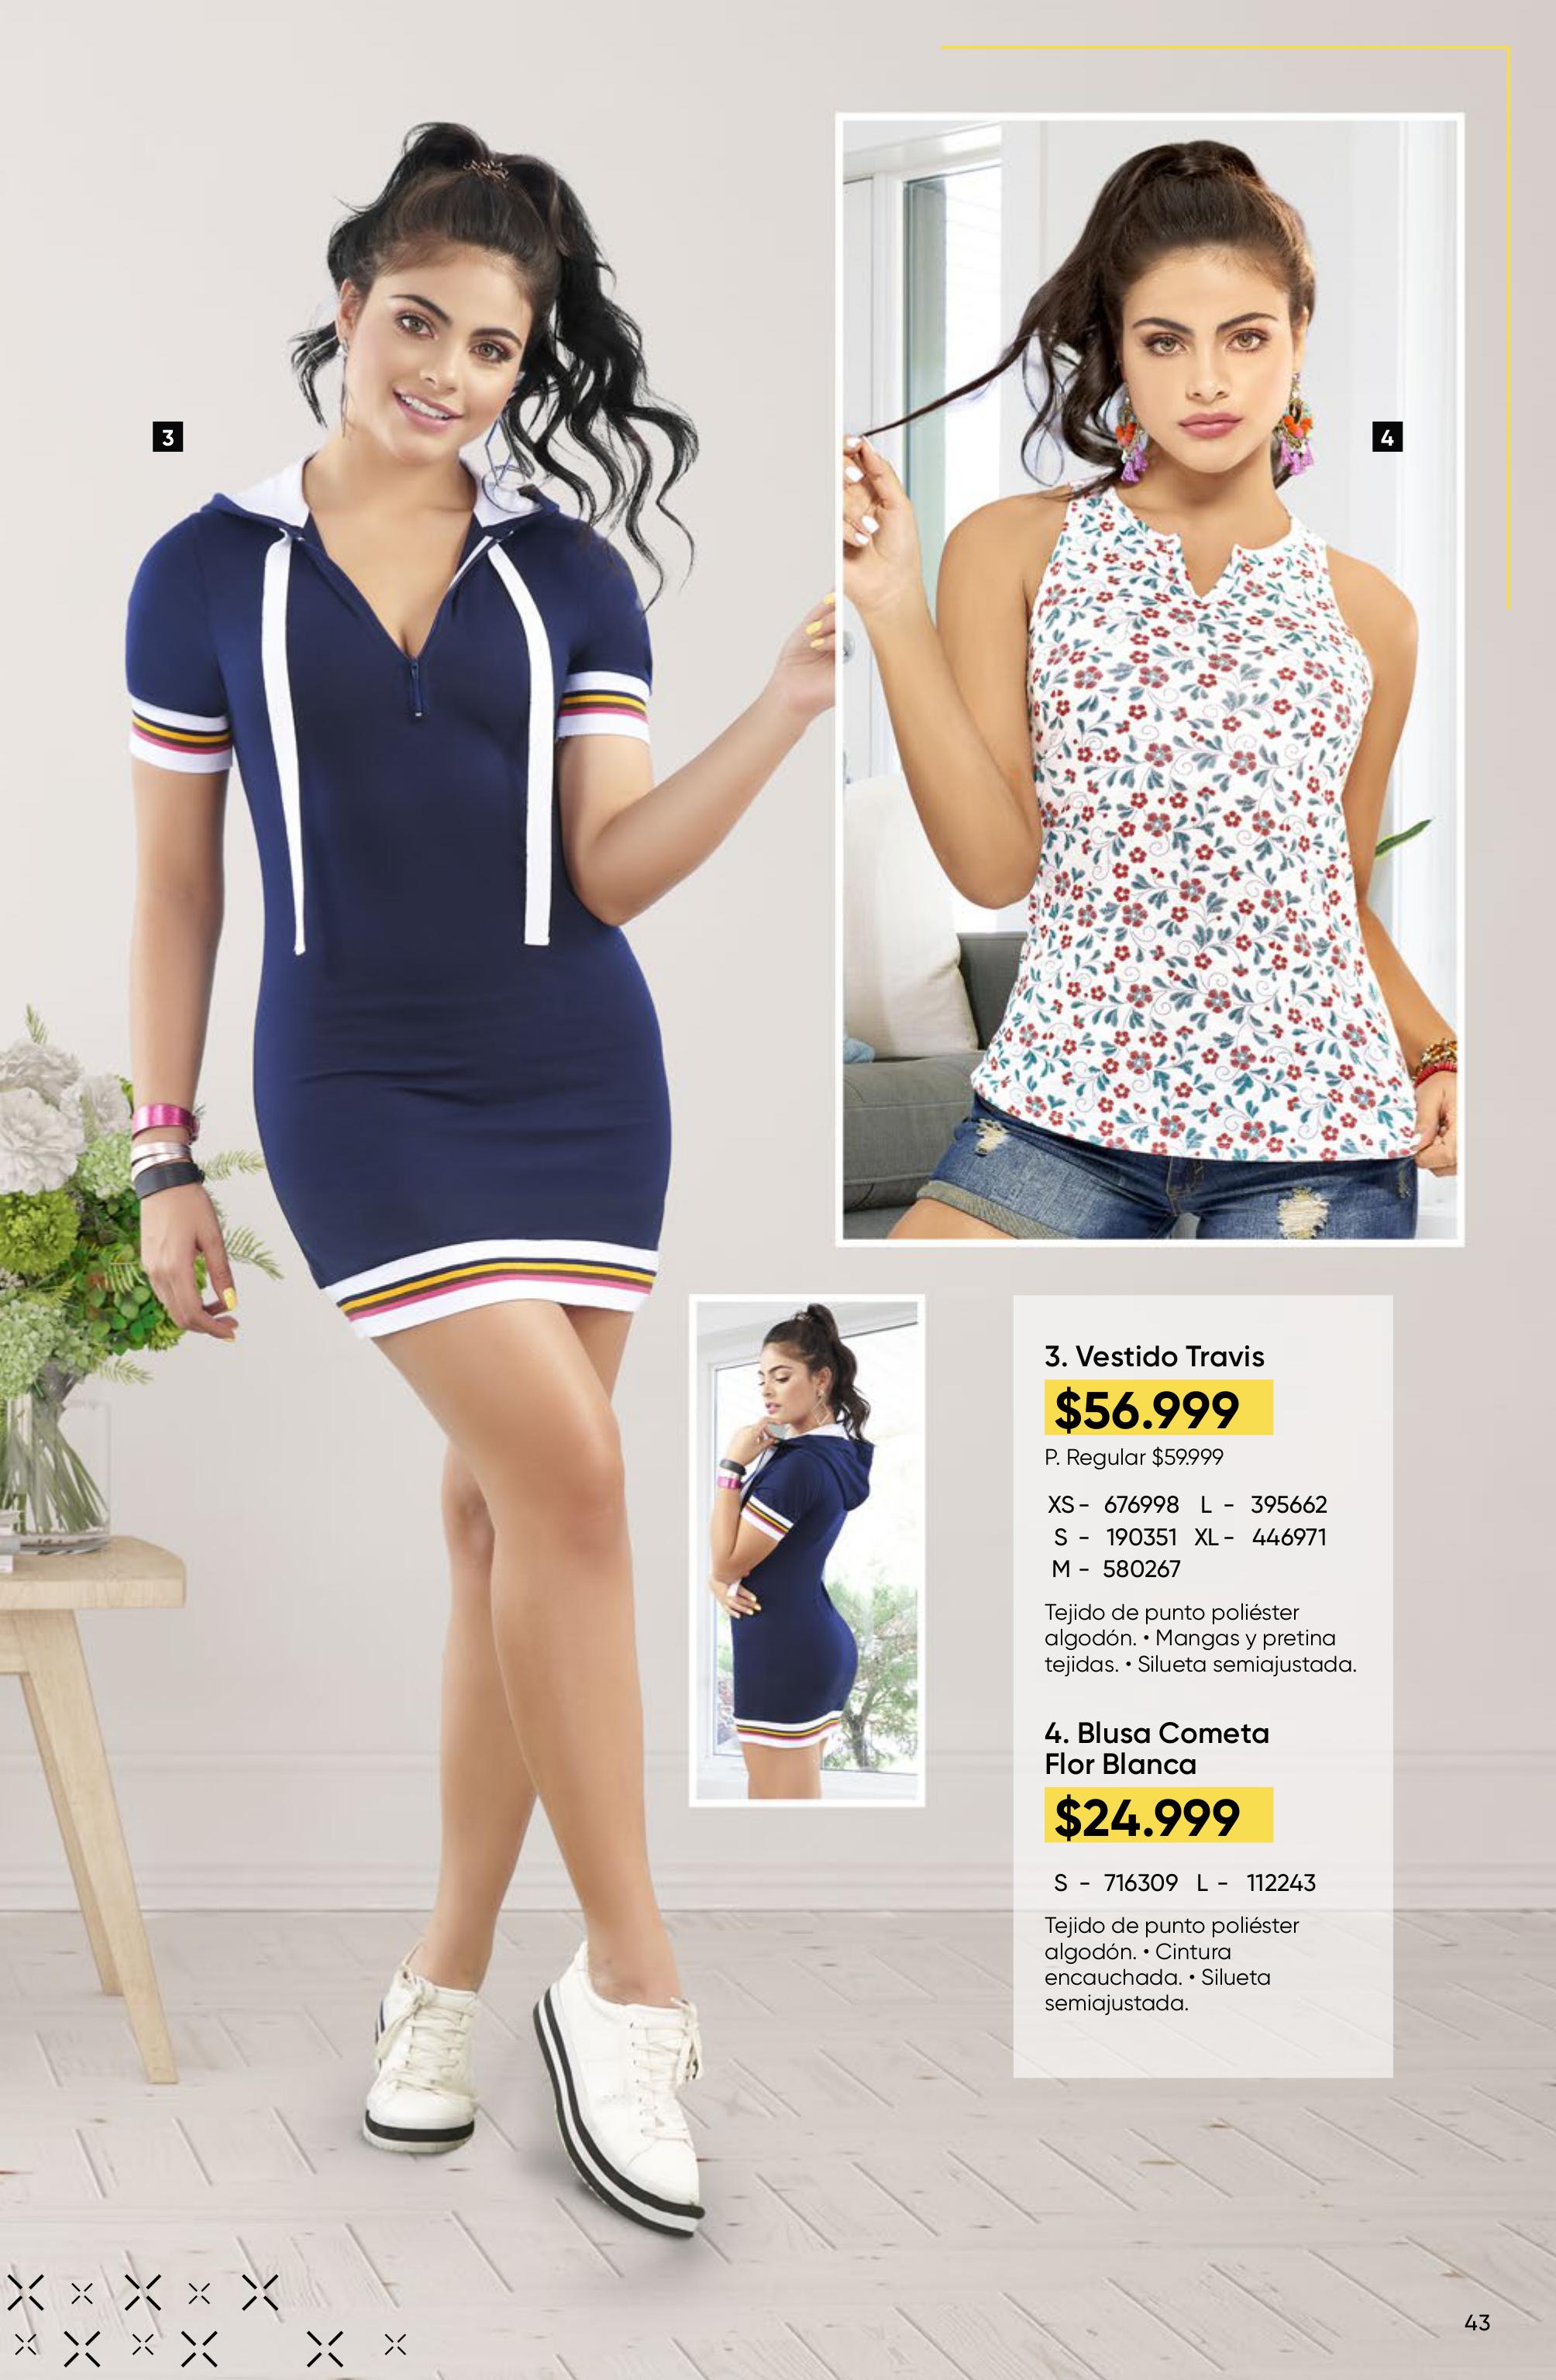 3
4
3. Vestido Travis
$56.999
P. Regular $59.999
XS - 676998 L - 395662
S - 190351 XL - 446971
M - 580267
Tejido de punto poliéster
algodón. • Mangas y pretina
tejidas. • Silueta semiajustada.
4. Blusa Cometa
Flor Blanca
$24.999
S - 716309 L - 112243
Tejido de punto poliéster
algodón. • Cintura
encauchada. • Silueta
semiajustada.
43